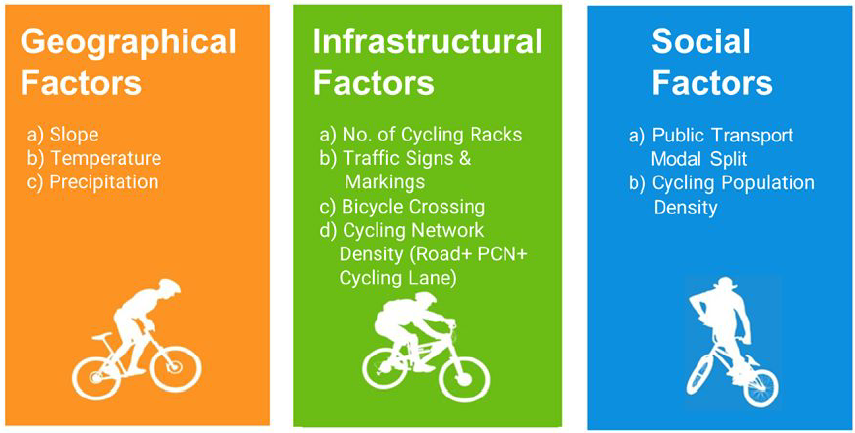 Geographical
Factors
a) Slope
b) Temperature
c) Precipitation
Infrastructural
Factors
a) No. of Cycling Racks
b) Traffic Signs &
Markings
c) Bicycle Crossing
d) Cycling Network
Density (Road+ PCN+
Cycling Lane)
Social
Factors
a) Public Transport
Modal Split
b) Cycling Population
Density